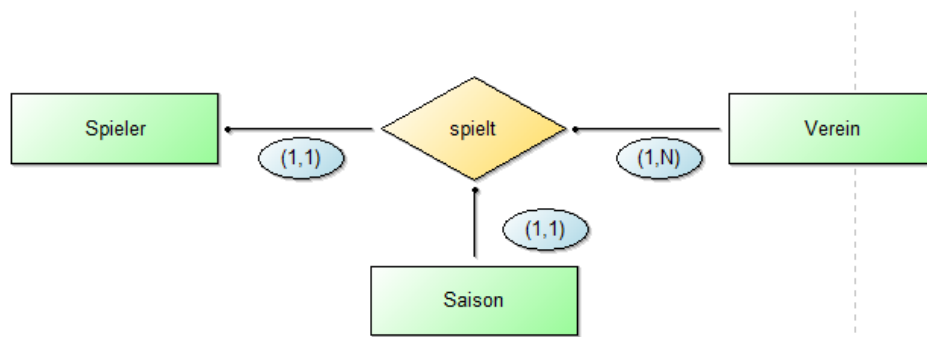 Spieler
spielt
Verein
(1,1)
(1,N)
(1,1)
Saison